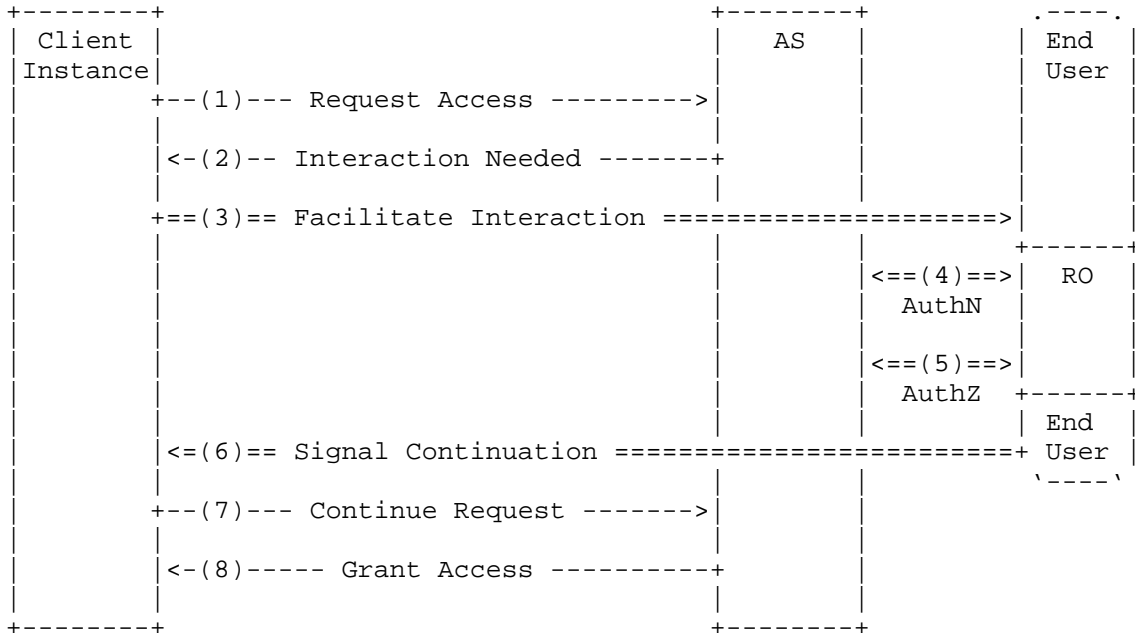 Client AS End
Instance User
(1) Request Access
(2) Interaction Needed
(3) Facilitate Interaction
(4) RO
AuthN
(5)
AuthZ
End
(6) Signal Continuation User
(7) Continue Request
(8) Grant Access